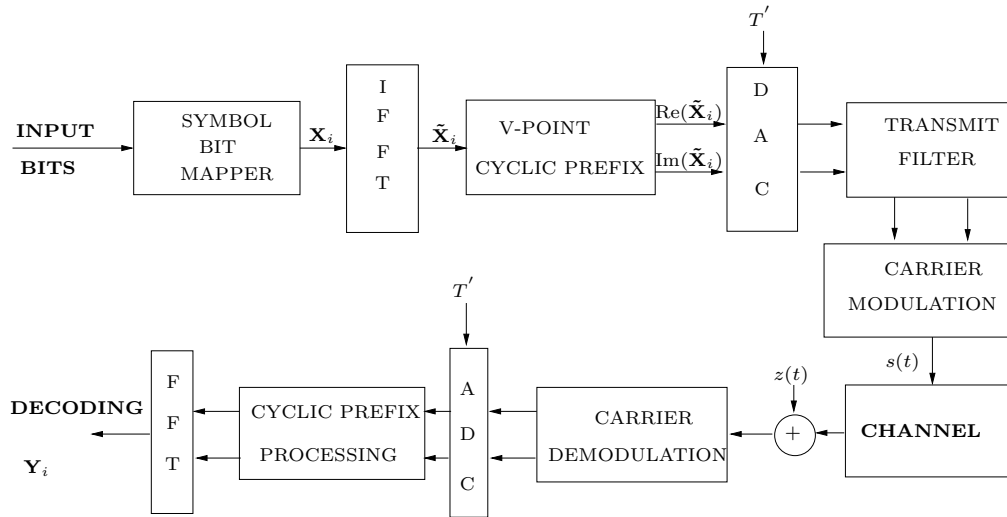 INPUT
BITS
SYMBOL
BIT
MAPPER
X_i
I
F
F
T
X̃_i
V-POINT
CYCLIC PREFIX
Re(X̃_i)
Im(X̃_i)
T′
D
A
C
TRANSMIT
FILTER
CARRIER
MODULATION
s(t)
CHANNEL
z(t)
+
CARRIER
DEMODULATION
T′
A
D
C
CYCLIC PREFIX
PROCESSING
F
F
T
DECODING
Y_i